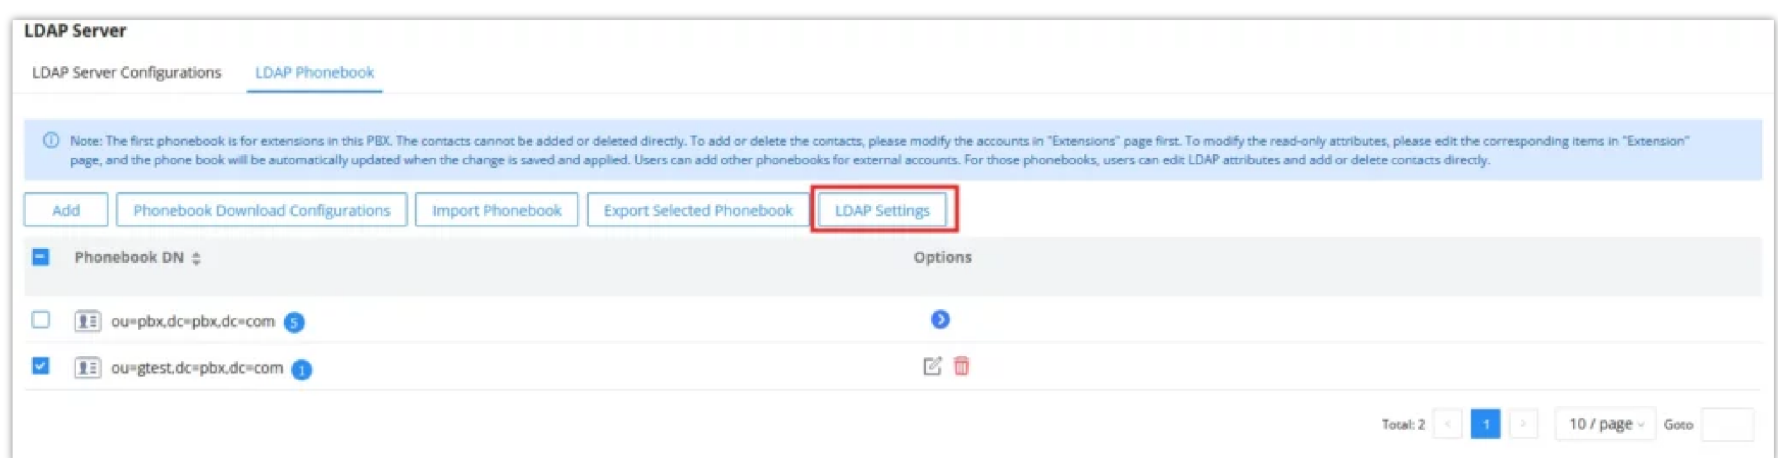 LDAP Server
LDAP Server Configurations LDAP Phonebook
Note: The first phonebook is for extensions in this PBX. The contacts cannot be added or deleted directly. To add or delete the contacts, please modify the accounts in "Extensions" page first. To modify the read-only attributes, please edit the corresponding items in "Extension"
page, and the phone book will be automatically updated when the change is saved and applied. Users can add other phonebooks for external accounts. For those phonebooks, users can edit LDAP attributes and add or delete contacts directly.
Add Phonebook Download Configurations Import Phonebook Export Selected Phonebook LDAP Settings
Phonebook DN Options
ou=pbx,dc=pbx,dc=com 5
ou=gtest,dc=pbx,dc=com 1
Total: 2 < 1 > 10 / page Goto